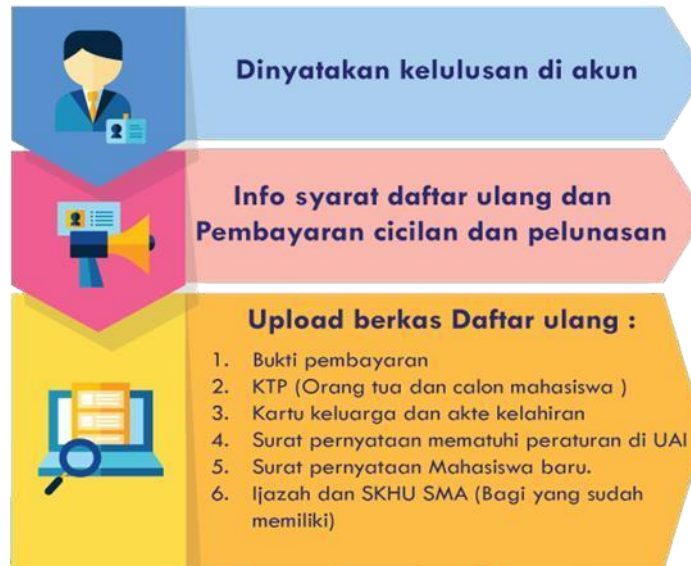 Dinyatakan kelulusan di akun
Info syarat daftar ulang dan
Pembayaran cicilan dan pelunasan
Upload berkas Daftar ulang :
1. Bukti pembayaran
2. KTP (Orang tua dan calon mahasiswa )
3. Kartu keluarga dan akte kelahiran
4. Surat pernyataan mematuhi peraturan di UAI
5. Surat pernyataan Mahasiswa baru.
6. Ijazah dan SKHU SMA (Bagi yang sudah
memiliki)